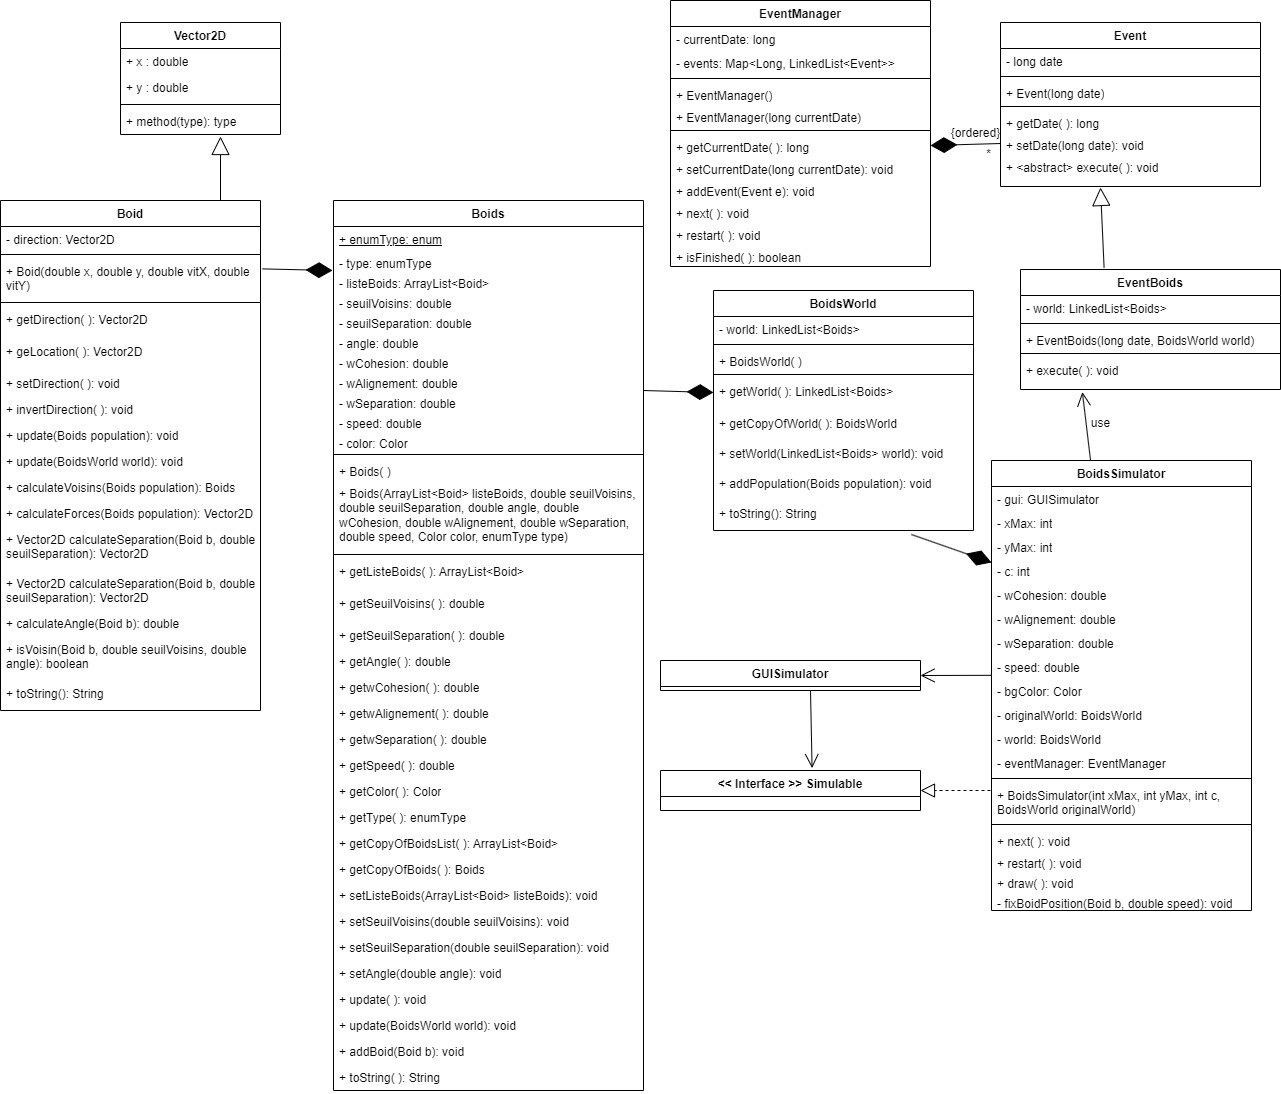 Vector2D
+ x : double
+ y : double
+ method(type): type
Boid
- direction: Vector2D
+ Boid(double x, double y, double vitX, double
vitY)
+ getDirection( ): Vector2D
+ geLocation( ): Vector2D
+ setDirection( ): void
+ invertDirection( ): void
+ update(Boids population): void
+ update(BoidsWorld world): void
+ calculateVoisins(Boids population): Boids
+ calculateForces(Boids population): Vector2D
+ Vector2D calculateSeparation(Boid b, double
seuilSeparation): Vector2D
+ Vector2D calculateSeparation(Boid b, double
seuilSeparation): Vector2D
+ calculateAngle(Boid b): double
+ isVoisin(Boid b, double seuilVoisins, double
angle): boolean
+ toString(): String
Boids
+ enumType: enum
- type: enumType
- listeBoids: ArrayList<Boid>
- seuilVoisins: double
- seuilSeparation: double
- angle: double
- wCohesion: double
- wAlignement: double
- wSeparation: double
- speed: double
- color: Color
+ Boids( )
+ Boids(ArrayList<Boid> listeBoids, double seuilVoisins,
double seuilSeparation, double angle, double
wCohesion, double wAlignement, double wSeparation,
double speed, Color color, enumType type)
+ getListeBoids( ): ArrayList<Boid>
+ getSeuilVoisins( ): double
+ getSeuilSeparation( ): double
+ getAngle( ): double
+ getwCohesion( ): double
+ getwAlignement( ): double
+ getwSeparation( ): double
+ getSpeed( ): double
+ getColor( ): Color
+ getType( ): enumType
+ getCopyOfBoidsList( ): ArrayList<Boid>
+ getCopyOfBoids( ): Boids
+ setListeBoids(ArrayList<Boid> listeBoids): void
+ setSeuilVoisins(double seuilVoisins): void
+ setSeuilSeparation(double seuilSeparation): void
+ setAngle(double angle): void
+ update( ): void
+ update(BoidsWorld world): void
+ addBoid(Boid b): void
+ toString( ): String
EventManager
- currentDate: long
- events: Map<Long, LinkedList<Event>>
+ EventManager()
+ EventManager(long currentDate)
+ getCurrentDate( ): long
+ setCurrentDate(long currentDate): void
+ addEvent(Event e): void
+ next( ): void
+ restart( ): void
+ isFinished( ): boolean
{ordered}
*
Event
- long date
+ Event(long date)
+ getDate( ): long
+ setDate(long date): void
+ <abstract> execute( ): void
BoidsWorld
- world: LinkedList<Boids>
+ BoidsWorld( )
+ getWorld( ): LinkedList<Boids>
+ getCopyOfWorld( ): BoidsWorld
+ setWorld(LinkedList<Boids> world): void
+ addPopulation(Boids population): void
+ toString(): String
EventBoids
- world: LinkedList<Boids>
+ EventBoids(long date, BoidsWorld world)
+ execute( ): void
use
BoidsSimulator
- gui: GUISimulator
- xMax: int
- yMax: int
- c: int
- wCohesion: double
- wAlignement: double
- wSeparation: double
- speed: double
- bgColor: Color
- originalWorld: BoidsWorld
- world: BoidsWorld
- eventManager: EventManager
+ BoidsSimulator(int xMax, int yMax, int c,
BoidsWorld originalWorld)
+ next( ): void
+ restart( ): void
+ draw( ): void
- fixBoidPosition(Boid b, double speed): void
GUISimulator
<< Interface >> Simulable